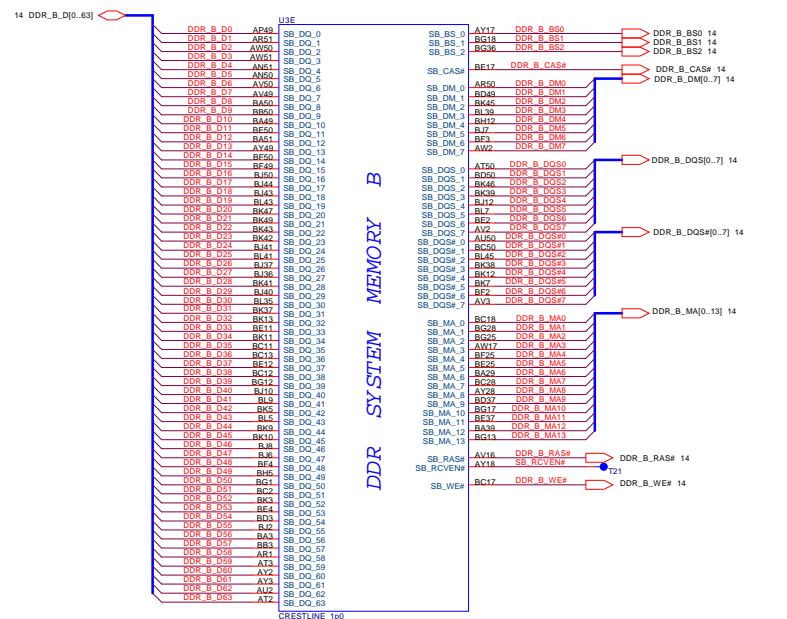 14 DDR_B_D[0..63]
U3E
DDR_B_D0 AP49 SB_DQ_0
DDR_B_D1 AR51 SB_DQ_1
DDR_B_D2 AW50 SB_DQ_2
DDR_B_D3 AW51 SB_DQ_3
DDR_B_D4 AN51 SB_DQ_4
DDR_B_D5 AN50 SB_DQ_5
DDR_B_D6 AV50 SB_DQ_6
DDR_B_D7 AV49 SB_DQ_7
DDR_B_D8 BA50 SB_DQ_8
DDR_B_D9 BB50 SB_DQ_9
DDR_B_D10 BA49 SB_DQ_10
DDR_B_D11 BE50 SB_DQ_11
DDR_B_D12 BA51 SB_DQ_12
DDR_B_D13 AY49 SB_DQ_13
DDR_B_D14 BF50 SB_DQ_14
DDR_B_D15 BF49 SB_DQ_15
DDR_B_D16 BJ50 SB_DQ_16
DDR_B_D17 BJ44 SB_DQ_17
DDR_B_D18 BJ43 SB_DQ_18
DDR_B_D19 BL43 SB_DQ_19
DDR_B_D20 BK47 SB_DQ_20
DDR_B_D21 BK49 SB_DQ_21
DDR_B_D22 BK43 SB_DQ_22
DDR_B_D23 BK42 SB_DQ_23
DDR_B_D24 BJ41 SB_DQ_24
DDR_B_D25 BL41 SB_DQ_25
DDR_B_D26 BJ37 SB_DQ_26
DDR_B_D27 BJ36 SB_DQ_27
DDR_B_D28 BK41 SB_DQ_28
DDR_B_D29 BJ40 SB_DQ_29
DDR_B_D30 BL35 SB_DQ_30
DDR_B_D31 BK37 SB_DQ_31
DDR_B_D32 BK13 SB_DQ_32
DDR_B_D33 BE11 SB_DQ_33
DDR_B_D34 BK11 SB_DQ_34
DDR_B_D35 BC11 SB_DQ_35
DDR_B_D36 BC13 SB_DQ_36
DDR_B_D37 BE12 SB_DQ_37
DDR_B_D38 BC12 SB_DQ_38
DDR_B_D39 BG12 SB_DQ_39
DDR_B_D40 BJ10 SB_DQ_40
DDR_B_D41 BL9 SB_DQ_41
DDR_B_D42 BK5 SB_DQ_42
DDR_B_D43 BL5 SB_DQ_43
DDR_B_D44 BK9 SB_DQ_44
DDR_B_D45 BK10 SB_DQ_45
DDR_B_D46 BJ8 SB_DQ_46
DDR_B_D47 BJ6 SB_DQ_47
DDR_B_D48 BF4 SB_DQ_48
DDR_B_D49 BH5 SB_DQ_49
DDR_B_D50 BG1 SB_DQ_50
DDR_B_D51 BC2 SB_DQ_51
DDR_B_D52 BK3 SB_DQ_52
DDR_B_D53 BE4 SB_DQ_53
DDR_B_D54 BD3 SB_DQ_54
DDR_B_D55 BJ2 SB_DQ_55
DDR_B_D56 BA3 SB_DQ_56
DDR_B_D57 BB3 SB_DQ_57
DDR_B_D58 AR1 SB_DQ_58
DDR_B_D59 AT3 SB_DQ_59
DDR_B_D60 AY2 SB_DQ_60
DDR_B_D61 AY3 SB_DQ_61
DDR_B_D62 AU2 SB_DQ_62
DDR_B_D63 AT2 SB_DQ_63
CRESTLINE_1p0
DDR SYSTEM MEMORY B
SB_BS_0 AY17 DDR_B_BS0 DDR_B_BS0 14
SB_BS_1 BG18 DDR_B_BS1 DDR_B_BS1 14
SB_BS_2 BG36 DDR_B_BS2 DDR_B_BS2 14
SB_CAS# BE17 DDR_B_CAS# DDR_B_CAS# 14
DDR_B_DM[0..7] 14
SB_DM_0 AR50 DDR_B_DM0
SB_DM_1 BD49 DDR_B_DM1
SB_DM_2 BK45 DDR_B_DM2
SB_DM_3 BL39 DDR_B_DM3
SB_DM_4 BH12 DDR_B_DM4
SB_DM_5 BJ7 DDR_B_DM5
SB_DM_6 BF3 DDR_B_DM6
SB_DM_7 AW2 DDR_B_DM7
DDR_B_DQS[0..7] 14
SB_DQS_0 AT50 DDR_B_DQS0
SB_DQS_1 BD50 DDR_B_DQS1
SB_DQS_2 BK46 DDR_B_DQS2
SB_DQS_3 BK39 DDR_B_DQS3
SB_DQS_4 BJ12 DDR_B_DQS4
SB_DQS_5 BL7 DDR_B_DQS5
SB_DQS_6 BE2 DDR_B_DQS6
SB_DQS_7 AV2 DDR_B_DQS7
DDR_B_DQS#[0..7] 14
SB_DQS#_0 AU50 DDR_B_DQS#0
SB_DQS#_1 BC50 DDR_B_DQS#1
SB_DQS#_2 BL45 DDR_B_DQS#2
SB_DQS#_3 BK38 DDR_B_DQS#3
SB_DQS#_4 BK12 DDR_B_DQS#4
SB_DQS#_5 BK7 DDR_B_DQS#5
SB_DQS#_6 BF2 DDR_B_DQS#6
SB_DQS#_7 AV3 DDR_B_DQS#7
DDR_B_MA[0..13] 14
SB_MA_0 BC18 DDR_B_MA0
SB_MA_1 BG28 DDR_B_MA1
SB_MA_2 BG25 DDR_B_MA2
SB_MA_3 AW17 DDR_B_MA3
SB_MA_4 BF25 DDR_B_MA4
SB_MA_5 BE25 DDR_B_MA5
SB_MA_6 BA29 DDR_B_MA6
SB_MA_7 BC28 DDR_B_MA7
SB_MA_8 AY28 DDR_B_MA8
SB_MA_9 BD37 DDR_B_MA9
SB_MA_10 BG17 DDR_B_MA10
SB_MA_11 BE37 DDR_B_MA11
SB_MA_12 BA39 DDR_B_MA12
SB_MA_13 BG13 DDR_B_MA13
SB_RAS# AV16 DDR_B_RAS# DDR_B_RAS# 14
SB_RCVEN# AY18 SB_RCVEN# T21
SB_WE# BC17 DDR_B_WE# DDR_B_WE# 14